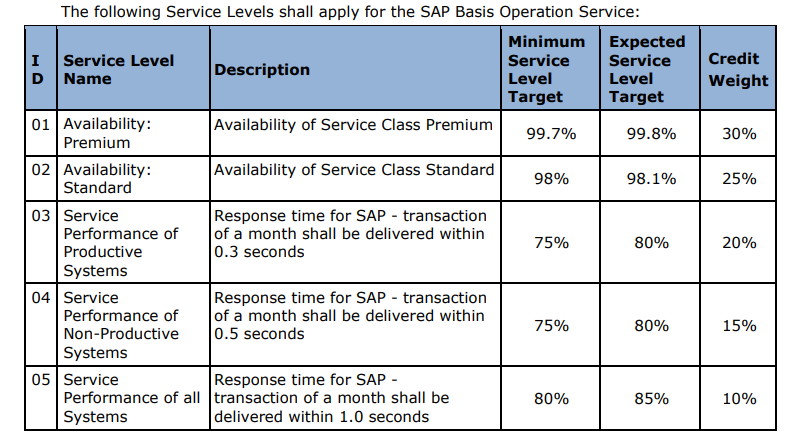 The following Service Levels shall apply for the SAP Basis Operation Service:
I
D
Service Level
Name
Description
Minimum
Service
Level
Target
Expected
Service
Level
Target
Credit
Weight
01
Availability:
Premium
Availability of Service Class Premium
99.7%
99.8%
30%
02
Availability:
Standard
Availability of Service Class Standard
98%
98.1%
25%
03
Service
Performance of
Productive
Systems
Response time for SAP - transaction
of a month shall be delivered within
0.3 seconds
75%
80%
20%
04
Service
Performance of
Non-Productive
Systems
Response time for SAP - transaction
of a month shall be delivered within
0.5 seconds
75%
80%
15%
05
Service
Performance of all
Systems
Response time for SAP -
transaction of a month shall be
delivered within 1.0 seconds
80%
85%
10%